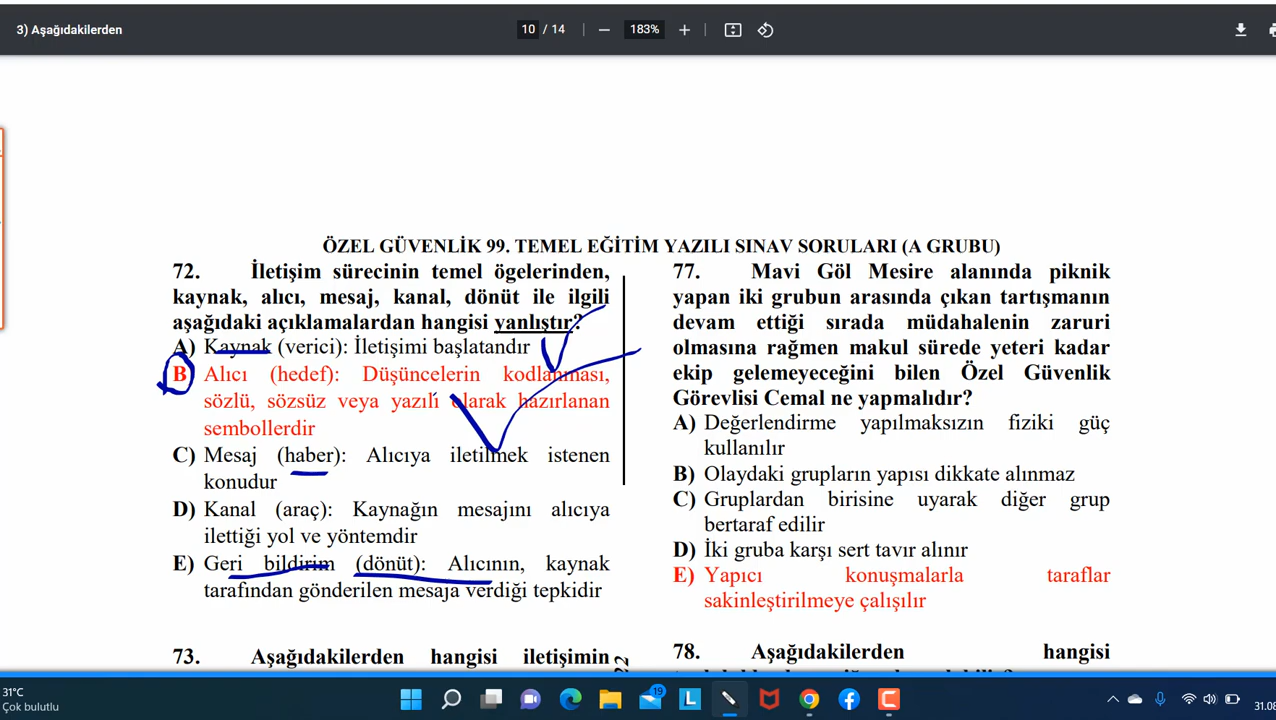 3) Aşağıdakilerden
10 / 14
183%
ÖZEL GÜVENLİK 99. TEMEL EĞİTİM YAZILI SINAV SORULARI (A GRUBU)
72. İletişim sürecinin temel ögelerinden,
kaynak, alıcı, mesaj, kanal, dönüt ile ilgili
aşağıdaki açıklamalardan hangisi yanlıştır?
A) Kaynak (verici): İletişimi başlatandır
B Alıcı (hedef): Düşüncelerin kodlanması,
sözlü, sözsüz veya yazılı olarak hazırlanan
sembollerdir
C) Mesaj (haber): Alıcıya iletilmek istenen
konudur
D) Kanal (araç): Kaynağın mesajını alıcıya
ilettiği yol ve yöntemdir
E) Geri bildirim (dönüt): Alıcının, kaynak
tarafından gönderilen mesaja verdiği tepkidir
73. Aşağıdakilerden hangisi iletişimin
77. Mavi Göl Mesire alanında piknik
yapan iki grubun arasında çıkan tartışmanın
devam ettiği sırada müdahalenin zaruri
olmasına rağmen makul sürede yeteri kadar
ekip gelemeyeceğini bilen Özel Güvenlik
Görevlisi Cemal ne yapmalıdır?
A) Değerlendirme yapılmaksızın fiziki güç
kullanılır
B) Olaydaki grupların yapısı dikkate alınmaz
C) Gruplardan birisine uyarak diğer grup
bertaraf edilir
D) İki gruba karşı sert tavır alınır
E) Yapıcı konuşmalarla taraflar
sakinleştirilmeye çalışılır
78. Aşağıdakilerden hangisi
31°C
Çok bulutlu
19
31.08